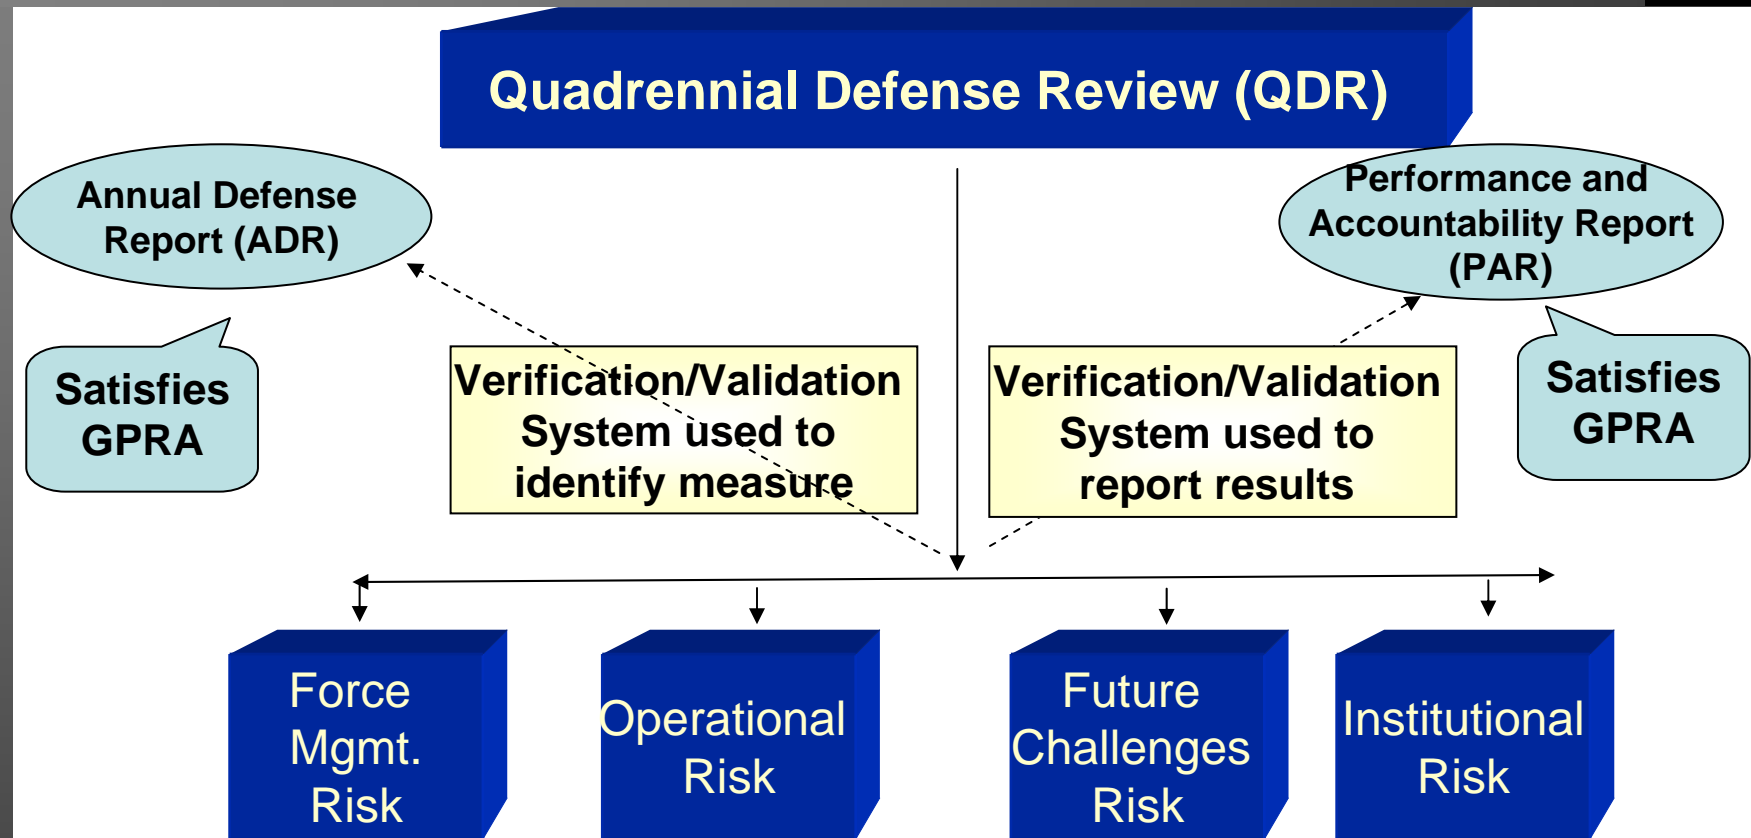 Quadrennial Defense Review (QDR)
Annual Defense
Report (ADR)
Performance and
Accountability Report
(PAR)
Satisfies
GPRA
Verification/Validation
System used to
identify measure
Verification/Validation
System used to
report results
Satisfies
GPRA
Force
Mgmt.
Risk
Operational
Risk
Future
Challenges
Risk
Institutional
Risk